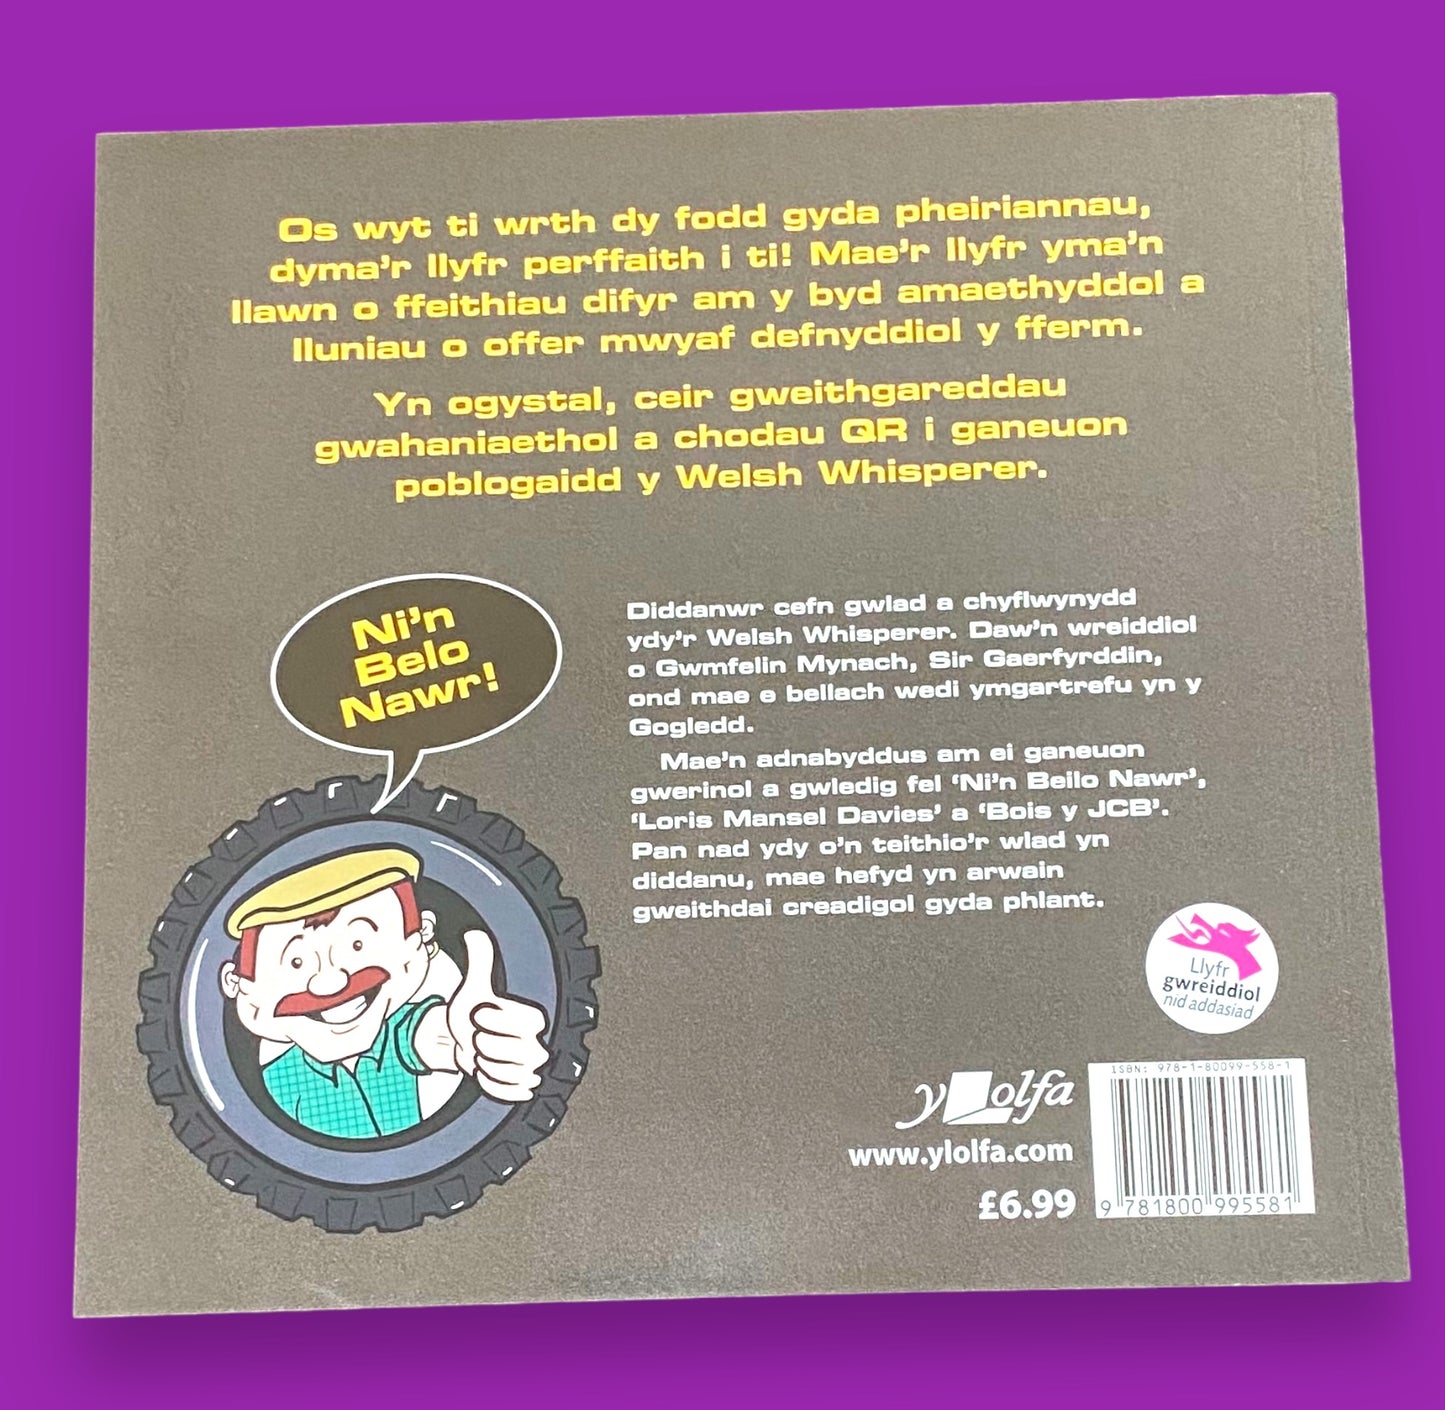 Os wyt ti wrth dy fodd gyda pheiriannau,
dyma'r llyfr perffaith i ti! Mae'r llyfr yma'n
llawn o ffeithiau difyr am y byd amaethyddol a
lluniau o offer mwyaf defnyddiol y fferm.
Yn ogystal, ceir gweithgareddau
gwahaniaethol a chodau QR i ganeuon
poblogaidd y Welsh Whisperer.
Ni'n
Belo
Nawr!
Diddanwr cefn gwlad a chyflwynydd
ydy'r Welsh Whisperer. Daw'n wreiddiol
o Gwmfelin Mynach, Sir Gaerfyrddin,
ond mae e bellach wedi ymgartrefu yn y
Gogledd.
Mae'n adnabyddus am ei ganeuon
gwerinol a gwledig fel 'Ni'n Beilo Nawr',
'Loris Mansel Davies' a 'Bois y JCB'.
Pan nad ydy o'n teithio'r wlad yn
diddanu, mae hefyd yn arwain
gweithdai creadigol gyda phlant.
Llyfr
gwreiddiol
nid addasiad
y Lolfa
www.ylolfa.com
£6.99
ISBN: 978-1-80099-558-1
9 781800 995581